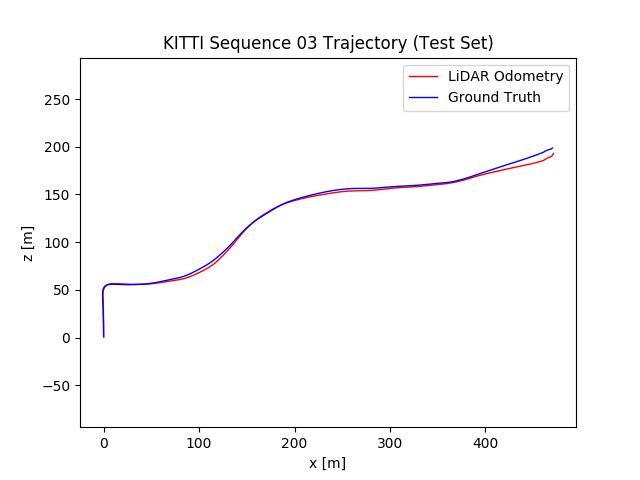 KITTI Sequence 03 Trajectory (Test Set)
LiDAR Odometry
Ground Truth
250
200
150
100
50
0
−50
z [m]
0 100 200 300 400
x [m]